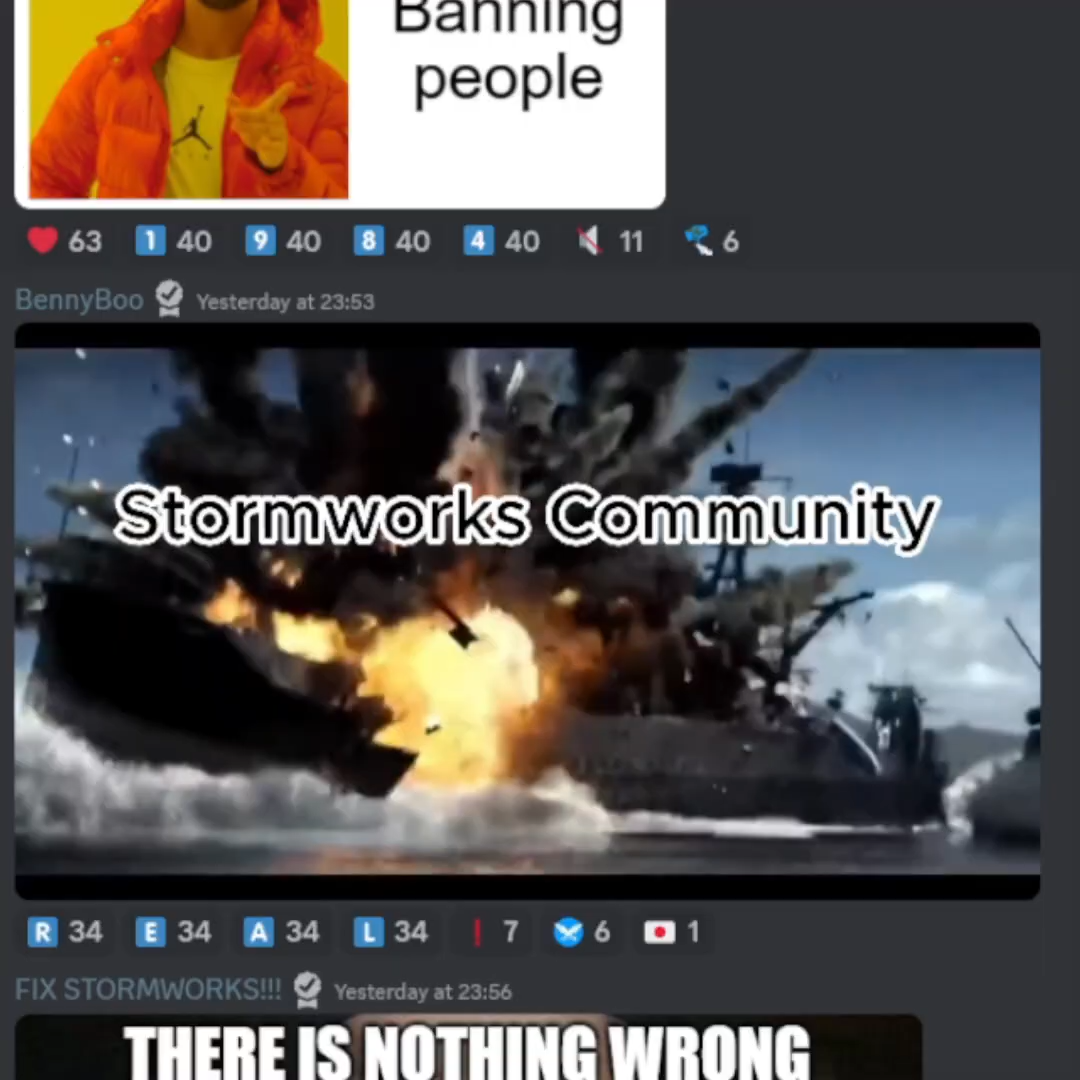 Banning
people
63 1 40 9 40 8 40 4 40 11 6
BennyBoo Yesterday at 23:53
Stormworks Community
R 34 E 34 A 34 L 34 7 6 1
FIX STORMWORKS!!! Yesterday at 23:56
THERE IS NOTHING WRONG